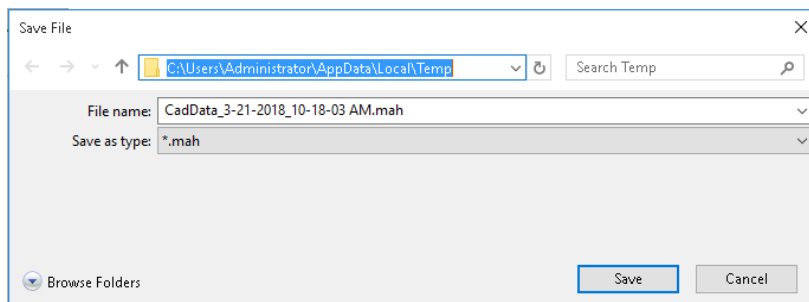 Save File
C:\Users\Administrator\AppData\Local\Temp
Search Temp
File name: CadData_3-21-2018_10-18-03 AM.mah
Save as type: *.mah
Browse Folders
Save
Cancel